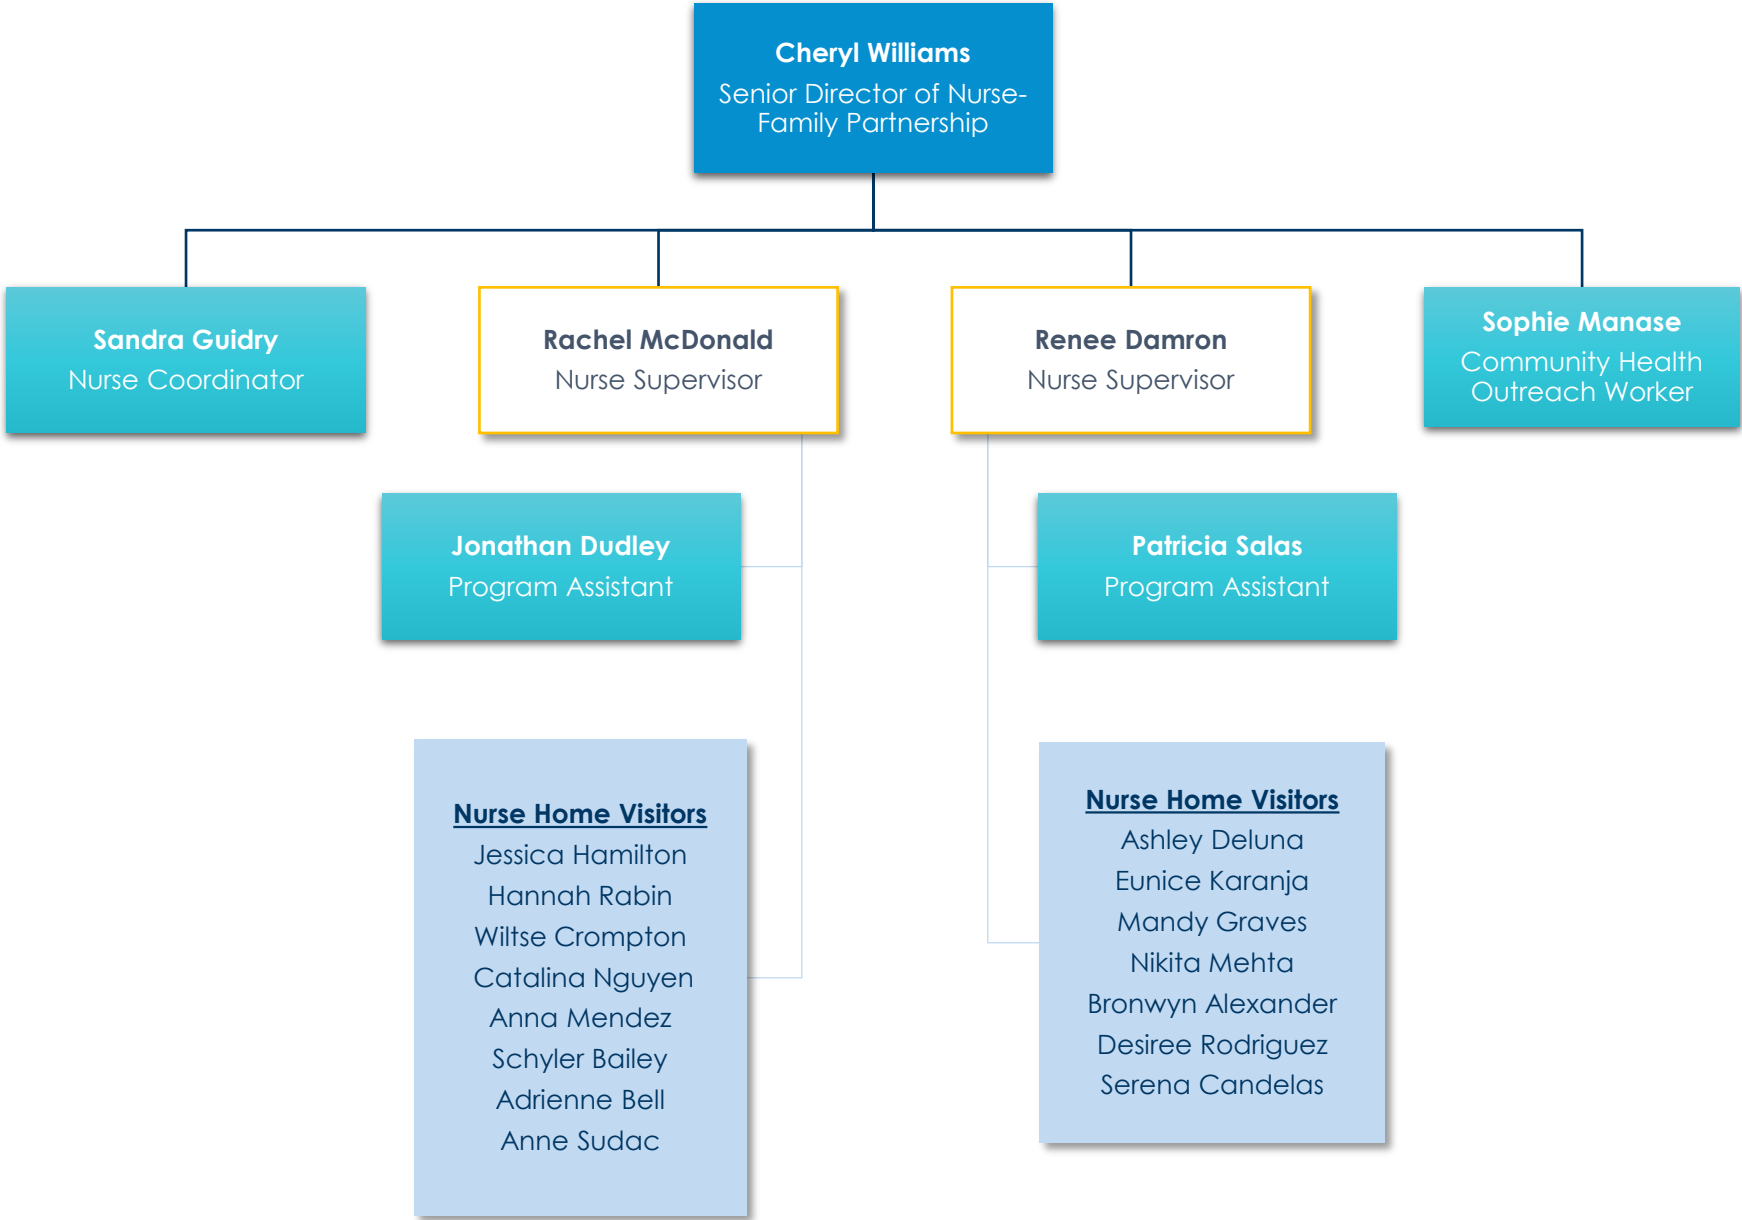 Cheryl Williams
Senior Director of Nurse-
Family Partnership
Sandra Guidry
Nurse Coordinator
Rachel McDonald
Nurse Supervisor
Renee Damron
Nurse Supervisor
Sophie Manase
Community Health
Outreach Worker
Jonathan Dudley
Program Assistant
Patricia Salas
Program Assistant
Nurse Home Visitors
Jessica Hamilton
Hannah Rabin
Wiltse Crompton
Catalina Nguyen
Anna Mendez
Schyler Bailey
Adrienne Bell
Anne Sudac
Nurse Home Visitors
Ashley Deluna
Eunice Karanja
Mandy Graves
Nikita Mehta
Bronwyn Alexander
Desiree Rodriguez
Serena Candelas